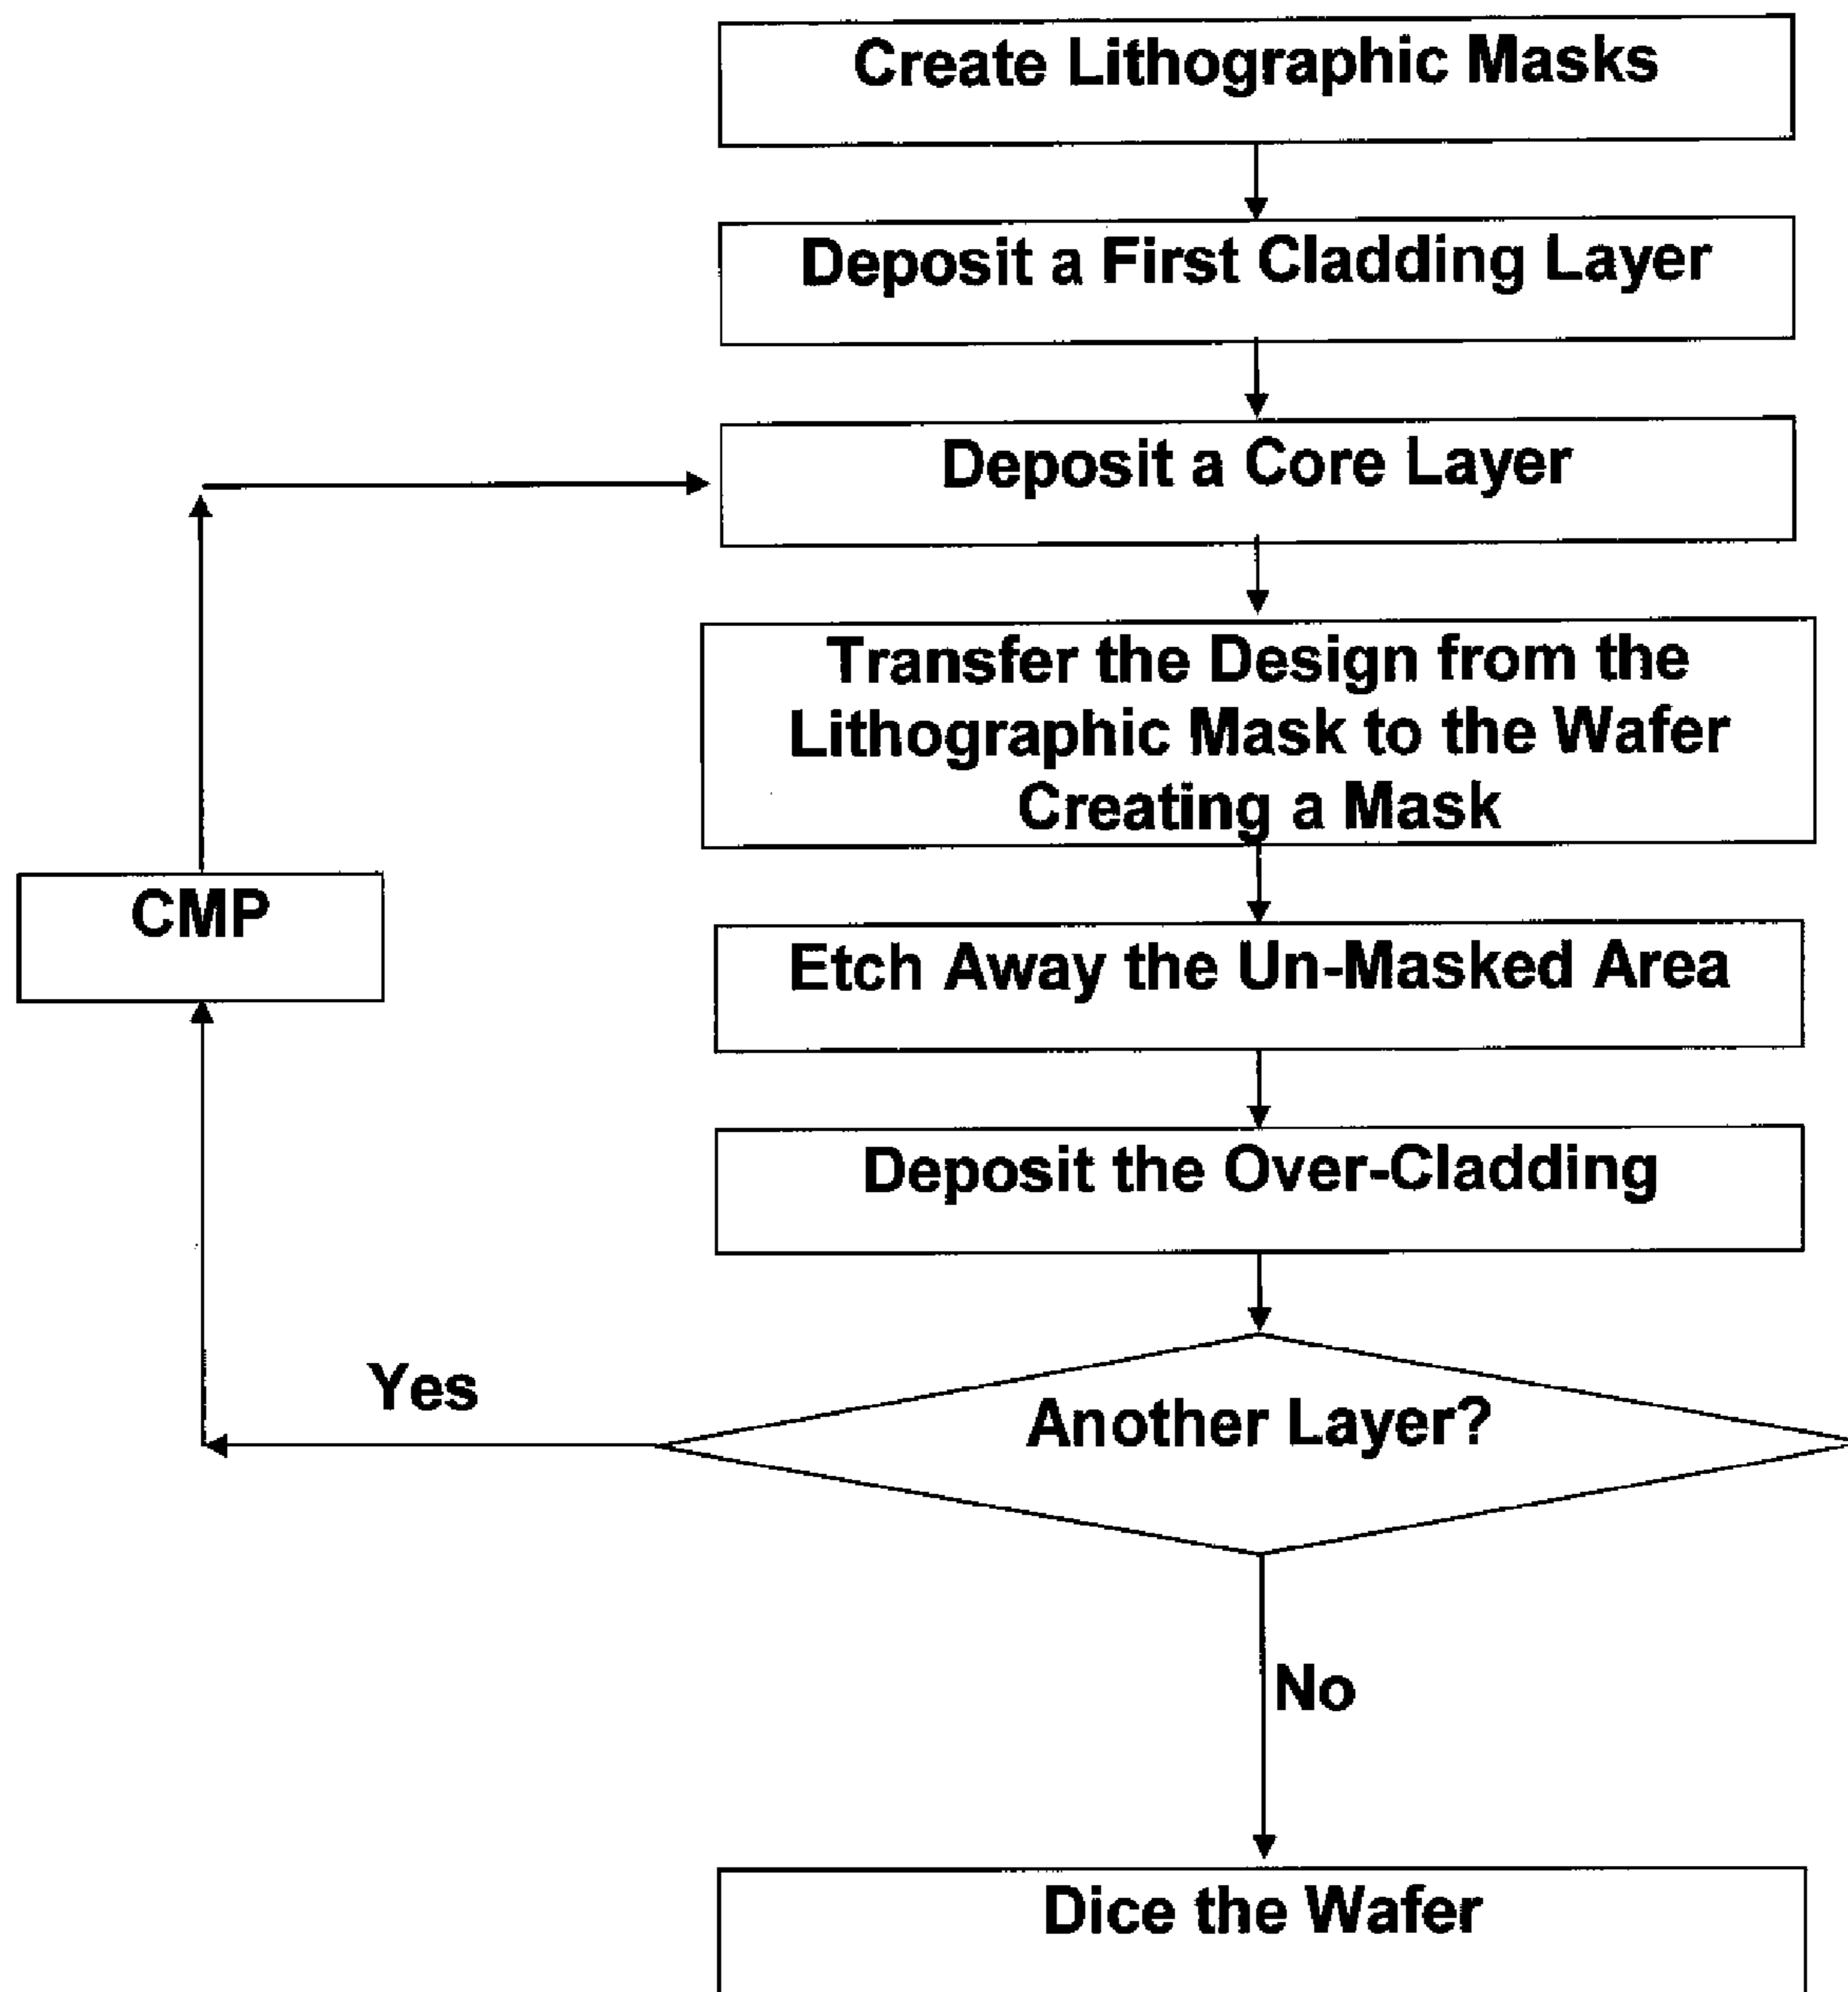 Create Lithographic Masks
Deposit a First Cladding Layer
Deposit a Core Layer
Transfer the Design from the
Lithographic Mask to the Wafer
Creating a Mask
CMP
Etch Away the Un-Masked Area
Deposit the Over-Cladding
Yes
Another Layer?
No
Dice the Wafer